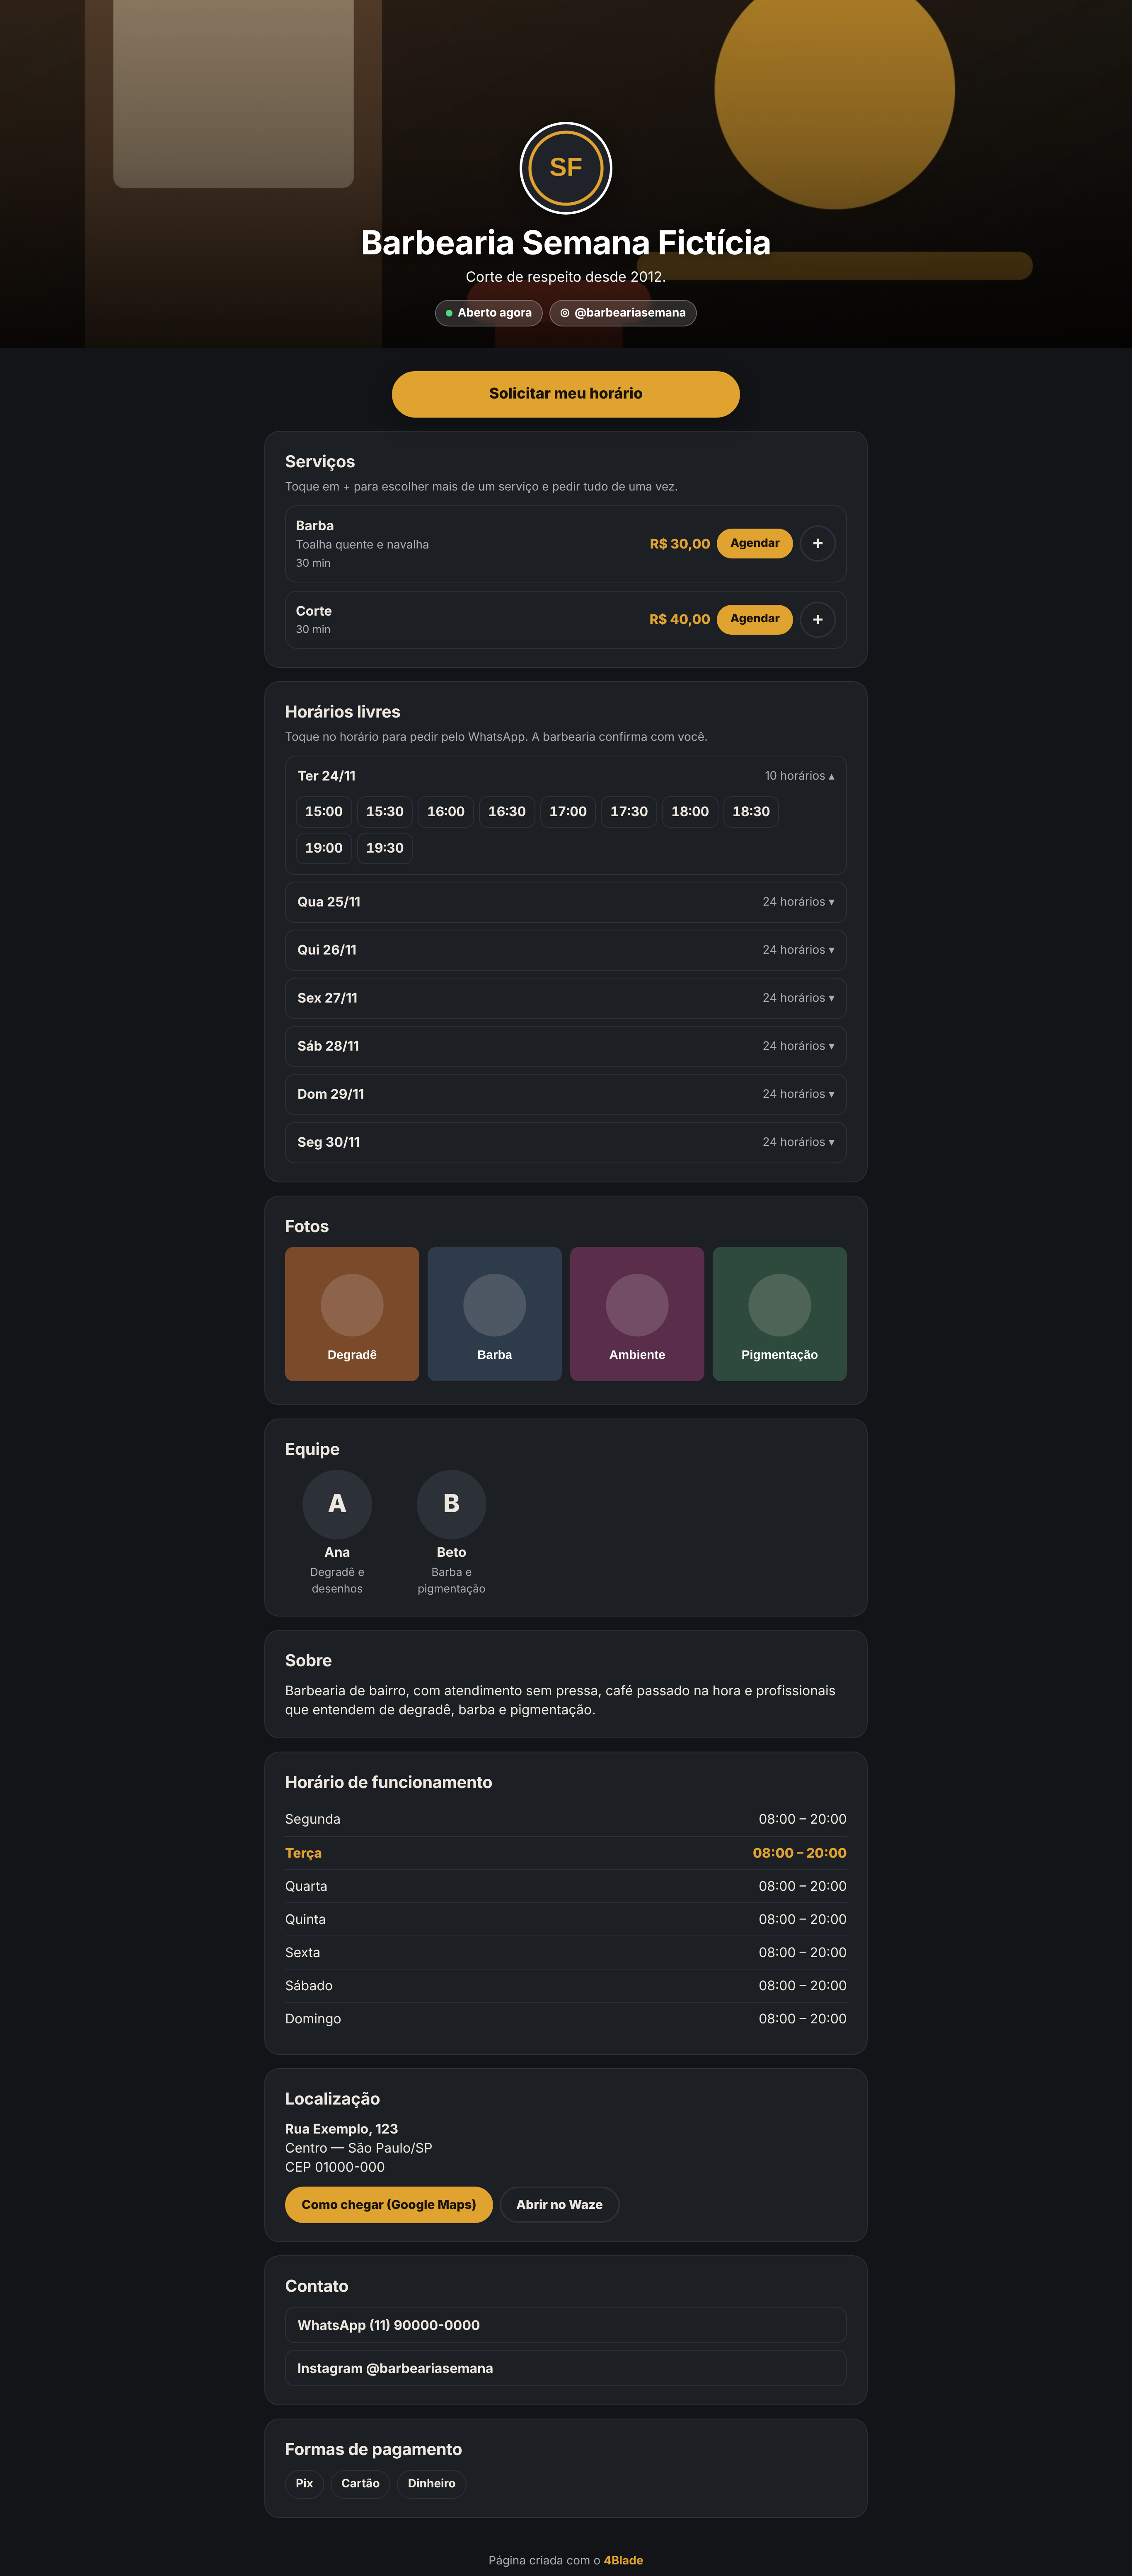 SF
Barbearia Semana Fictícia
Corte de respeito desde 2012.
Aberto agora
◎ @barbeariasemana
Solicitar meu horário
Serviços
Toque em + para escolher mais de um serviço e pedir tudo de uma vez.
Barba
Toalha quente e navalha
30 min
R$ 30,00 Agendar +
Corte
30 min
R$ 40,00 Agendar +
Horários livres
Toque no horário para pedir pelo WhatsApp. A barbearia confirma com você.
Ter 24/11 10 horários ▴
15:00 15:30 16:00 16:30 17:00 17:30 18:00 18:30
19:00 19:30
Qua 25/11 24 horários ▾
Qui 26/11 24 horários ▾
Sex 27/11 24 horários ▾
Sáb 28/11 24 horários ▾
Dom 29/11 24 horários ▾
Seg 30/11 24 horários ▾
Fotos
Degradê Barba Ambiente Pigmentação
Equipe
A
Ana
Degradê e
desenhos
B
Beto
Barba e
pigmentação
Sobre
Barbearia de bairro, com atendimento sem pressa, café passado na hora e profissionais
que entendem de degradê, barba e pigmentação.
Horário de funcionamento
Segunda 08:00 – 20:00
Terça 08:00 – 20:00
Quarta 08:00 – 20:00
Quinta 08:00 – 20:00
Sexta 08:00 – 20:00
Sábado 08:00 – 20:00
Domingo 08:00 – 20:00
Localização
Rua Exemplo, 123
Centro — São Paulo/SP
CEP 01000-000
Como chegar (Google Maps) Abrir no Waze
Contato
WhatsApp (11) 90000-0000
Instagram @barbeariasemana
Formas de pagamento
Pix Cartão Dinheiro
Página criada com o 4Blade